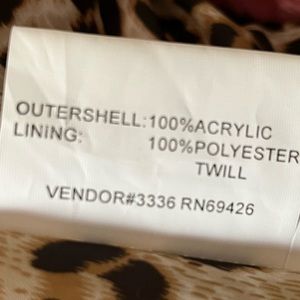 OUTERSHELL:100%ACRYLIC
LINING: 100%POLYESTER
TWILL
VENDOR#3336 RN69426